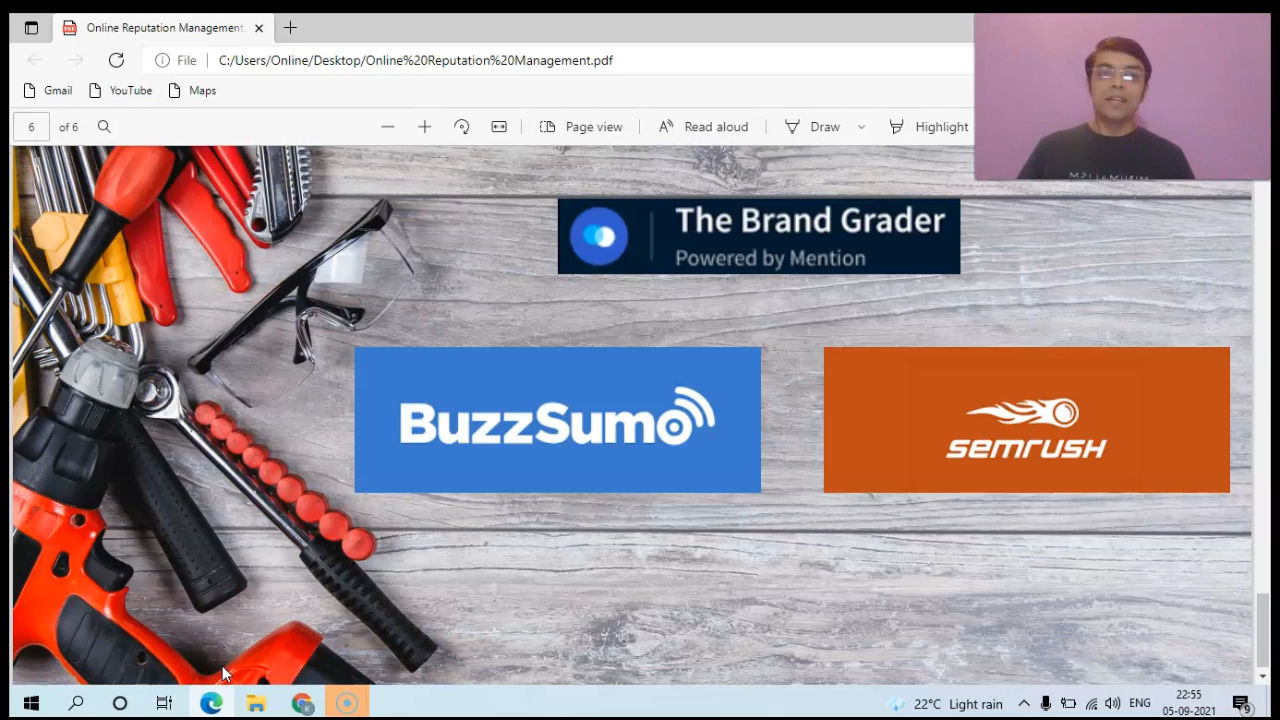 Online Reputation Management
File
C:/Users/Online/Desktop/Online%20Reputation%20Management.pdf
Gmail
YouTube
Maps
6 of 6
Page view
Read aloud
Draw
Highlight
The Brand Grader
Powered by Mention
BuzzSumo
semrush
22°C Light rain
ENG
22:55
05-09-2021
9